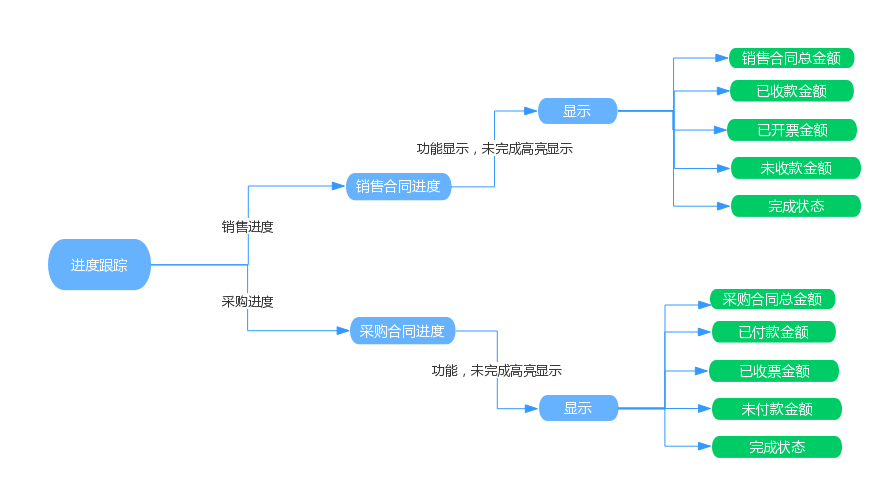 进度跟踪
销售进度
销售合同进度
功能显示，未完成高亮显示
显示
销售合同总金额
已收款金额
已开票金额
未收款金额
完成状态
采购进度
采购合同进度
功能，未完成高亮显示
显示
采购合同总金额
已付款金额
已收票金额
未付款金额
完成状态